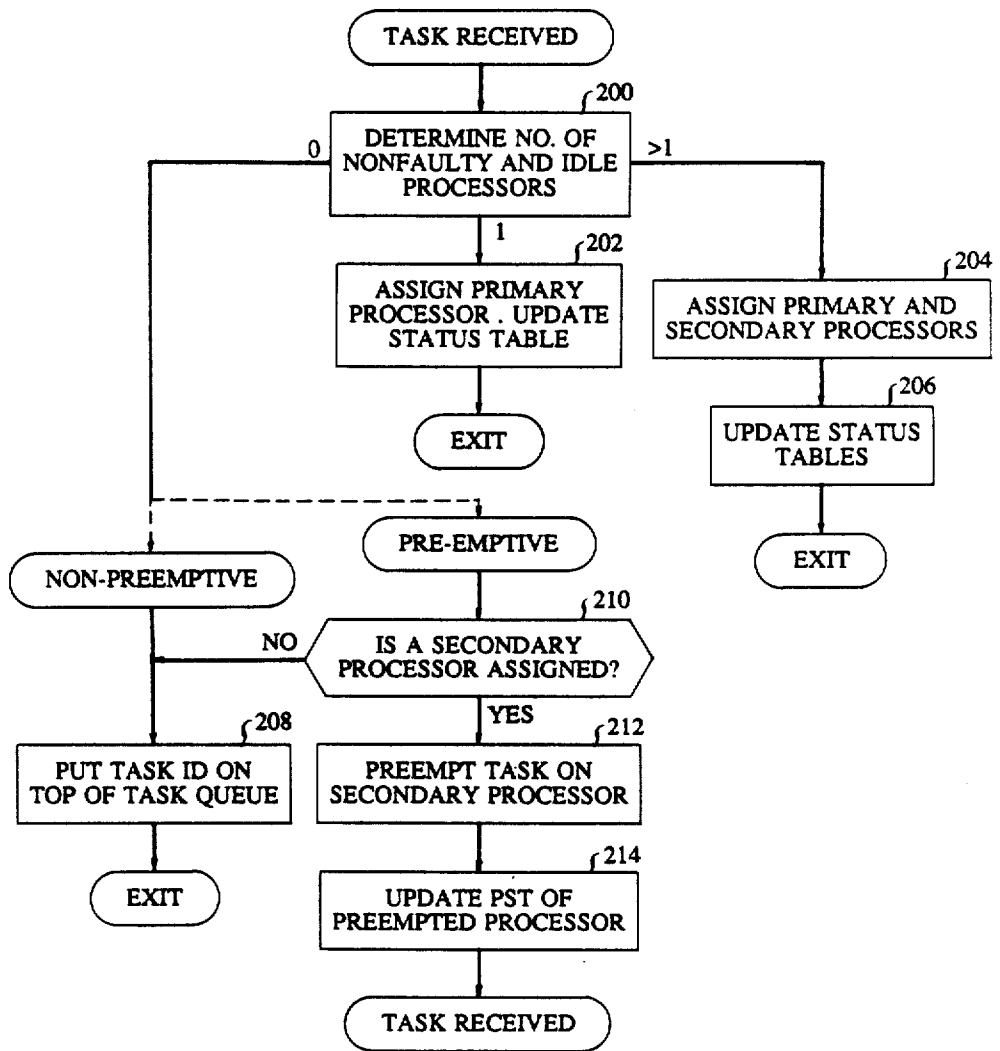 TASK RECEIVED
200
DETERMINE NO. OF
NONFAULTY AND IDLE
PROCESSORS
0
>1
1
202
ASSIGN PRIMARY
PROCESSOR . UPDATE
STATUS TABLE
204
ASSIGN PRIMARY AND
SECONDARY PROCESSORS
EXIT
206
UPDATE STATUS
TABLES
EXIT
PRE-EMPTIVE
NON-PREEMPTIVE
210
IS A SECONDARY
PROCESSOR ASSIGNED?
NO
YES
208
PUT TASK ID ON
TOP OF TASK QUEUE
EXIT
212
PREEMPT TASK ON
SECONDARY PROCESSOR
214
UPDATE PST OF
PREEMPTED PROCESSOR
TASK RECEIVED